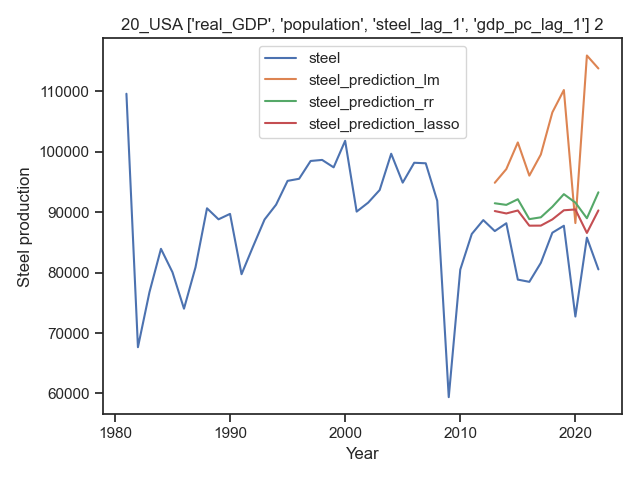 20_USA ['real_GDP', 'population', 'steel_lag_1', 'gdp_pc_lag_1'] 2
steel
steel_prediction_lm
steel_prediction_rr
steel_prediction_lasso
110000
100000
90000
80000
70000
60000
Steel production
1980 1990 2000 2010 2020
Year